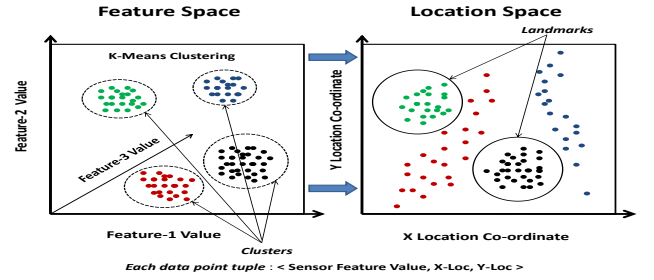 Feature Space
Location Space
K-Means Clustering
Landmarks
Feature-2 Value
Feature-3 Value
Y Location Co-ordinate
Feature-1 Value
X Location Co-ordinate
Clusters
Each data point tuple : < Sensor Feature Value, X-Loc, Y-Loc >